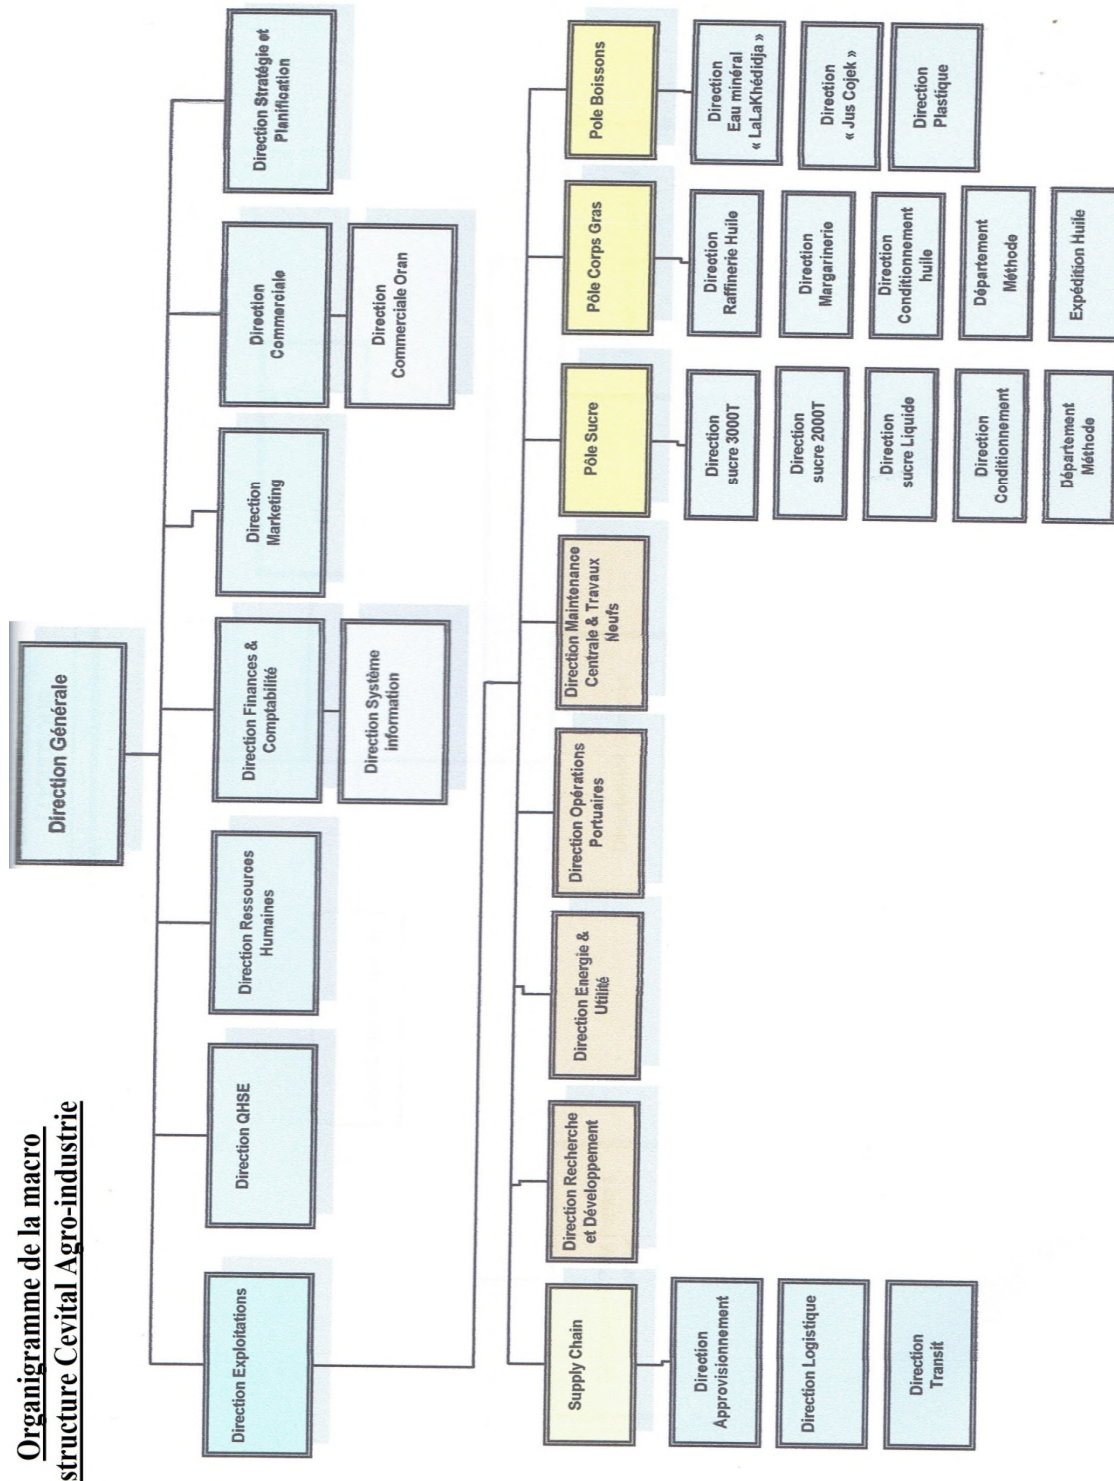 Organigramme de la macro
structure Cevital Agro-industrie
Direction Générale
Direction Exploitations
Direction QHSE
Direction Ressources
Humaines
Direction Finances &
Comptabilité
Direction Système
information
Direction
Marketing
Direction
Commerciale
Direction
Commerciale Oran
Direction Stratégie et
Planification
Supply Chain
Direction
Approvisionnement
Direction Logistique
Direction
Transit
Direction Recherche
et Développement
Direction Energie &
Utilité
Direction Opérations
Portuaires
Direction Maintenance
Centrale & Travaux
Neufs
Pôle Sucre
Direction
sucre 3000T
Direction
sucre 2000T
Direction
sucre Liquide
Direction
Conditionnement
Département
Méthode
Pôle Corps Gras
Direction
Raffinerie Huile
Direction
Margarinerie
Direction
Conditionnement
huile
Département
Méthode
Expédition Huile
Pole Boissons
Direction
Eau minéral
« LaLaKhédidja »
Direction
« Jus Cojek »
Direction
Plastique